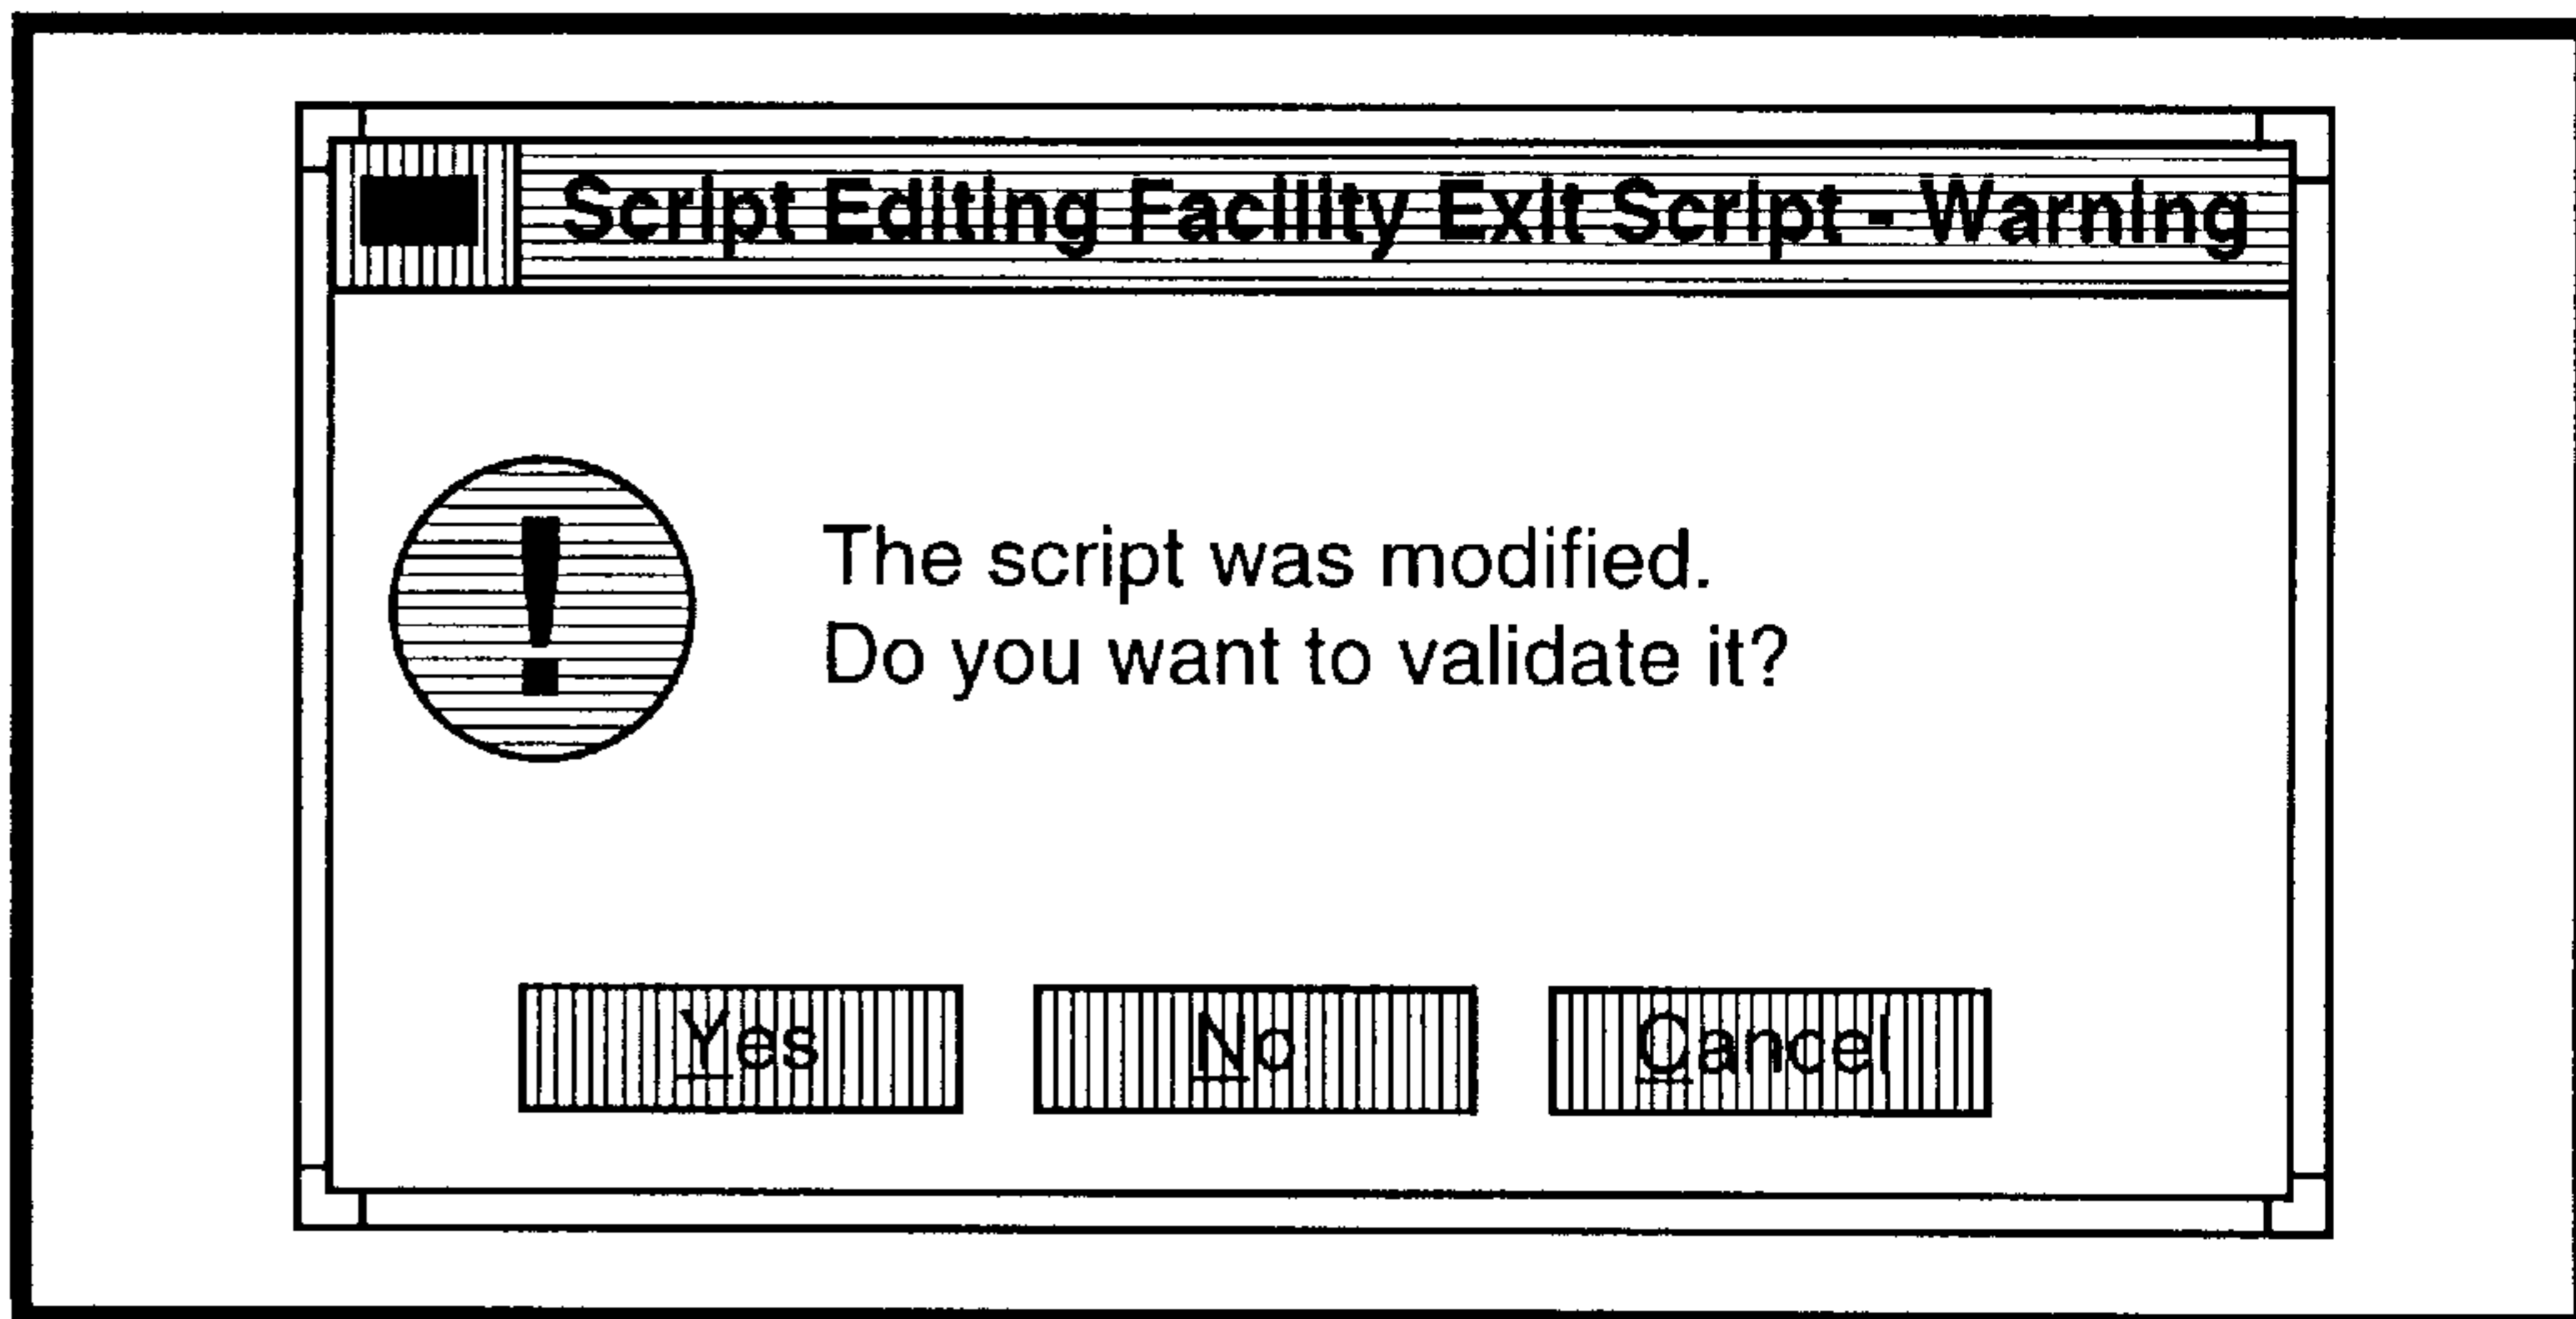 Script Editing Facility Exit Script - Warning
The script was modified.
Do you want to validate it?
Yes No Cancel